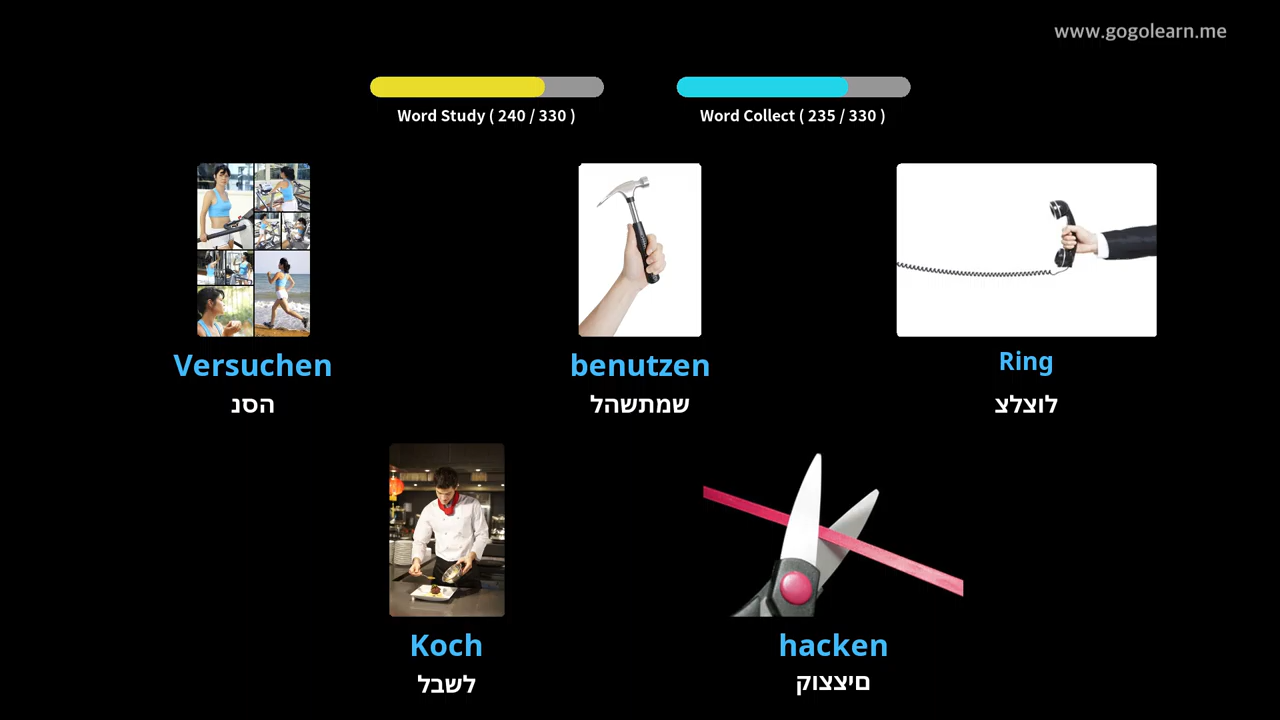 www.gogolearn.me
Word Study ( 240 / 330 )
Word Collect ( 235 / 330 )
Versuchen
הסנ
benutzen
שמתשהל
Ring
לוצלצ
Koch
לשבל
hacken
םיצצוק